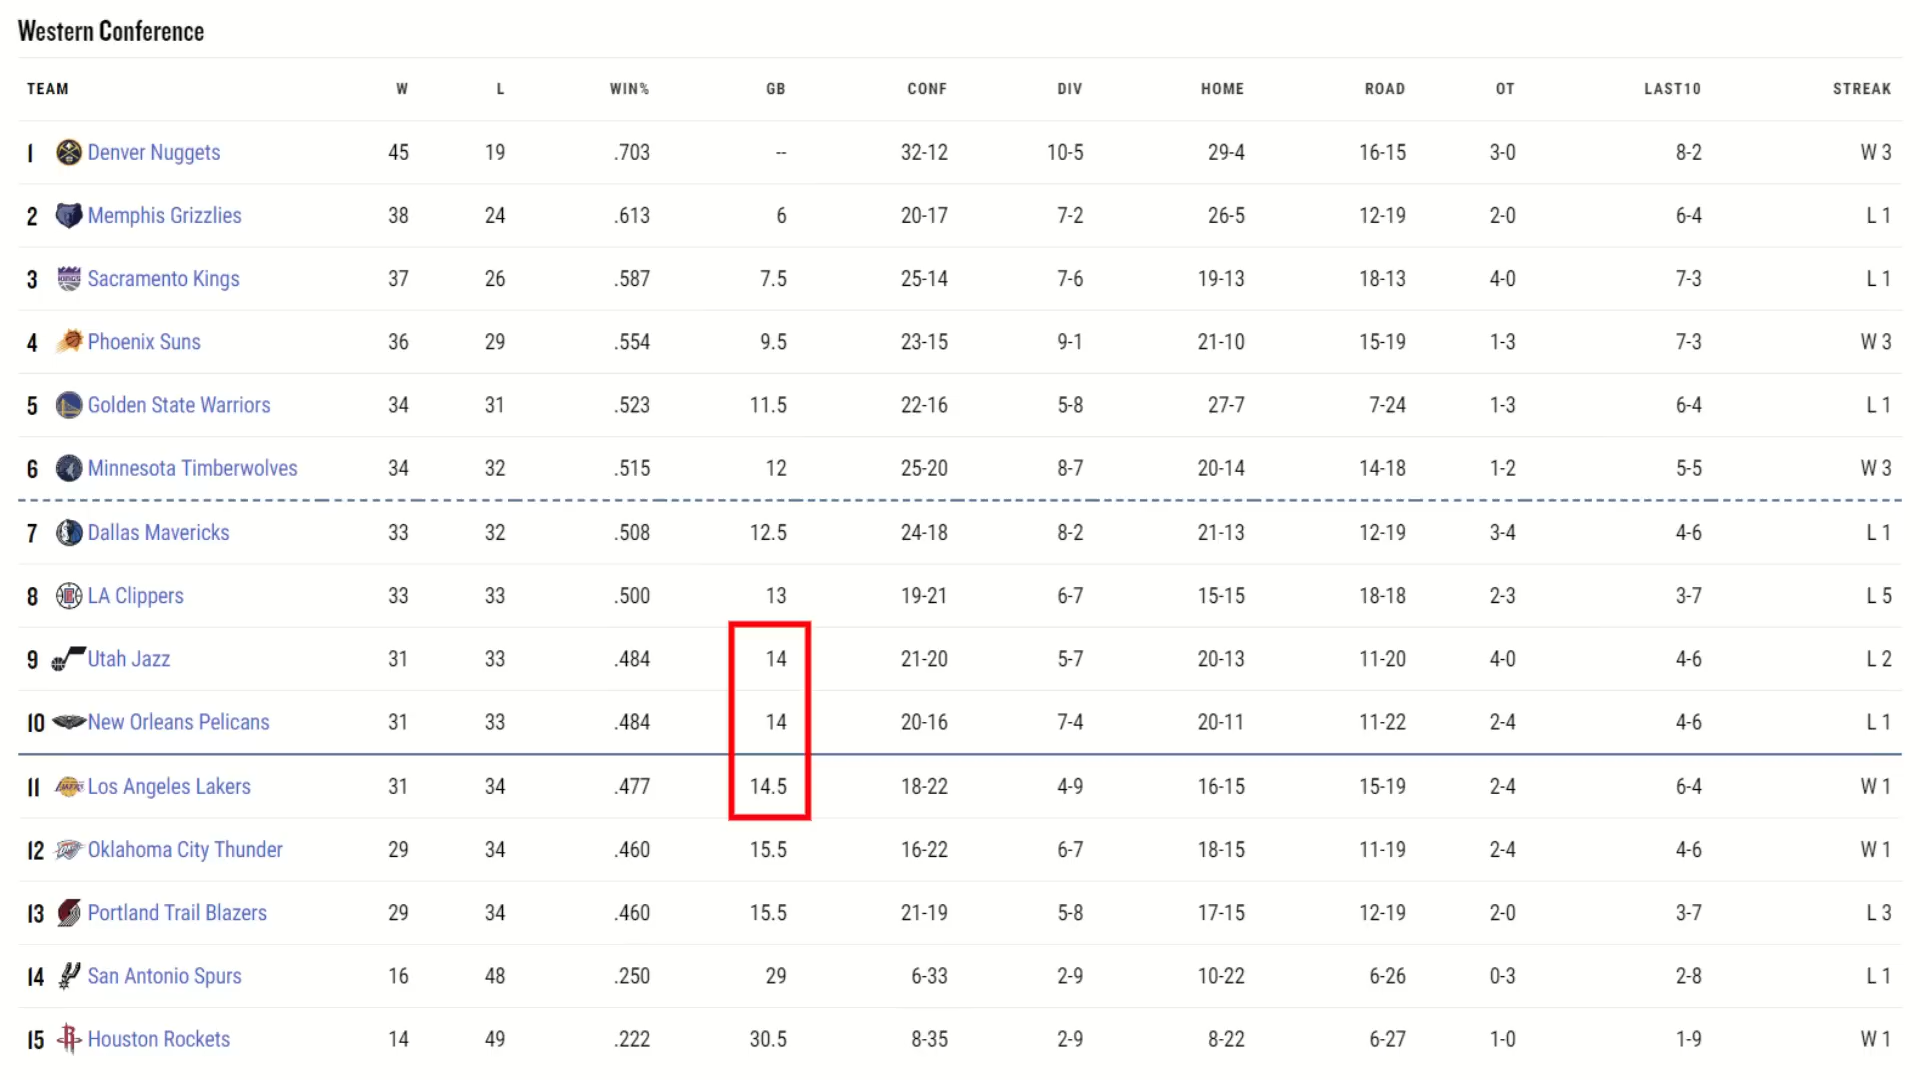 Western Conference
TEAM W L WIN% GB CONF DIV HOME ROAD OT LAST10 STREAK
1 Denver Nuggets 45 19 .703 -- 32-12 10-5 29-4 16-15 3-0 8-2 W 3
2 Memphis Grizzlies 38 24 .613 6 20-17 7-2 26-5 12-19 2-0 6-4 L 1
3 Sacramento Kings 37 26 .587 7.5 25-14 7-6 19-13 18-13 4-0 7-3 L 1
4 Phoenix Suns 36 29 .554 9.5 23-15 9-1 21-10 15-19 1-3 7-3 W 3
5 Golden State Warriors 34 31 .523 11.5 22-16 5-8 27-7 7-24 1-3 6-4 L 1
6 Minnesota Timberwolves 34 32 .515 12 25-20 8-7 20-14 14-18 1-2 5-5 W 3
7 Dallas Mavericks 33 32 .508 12.5 24-18 8-2 21-13 12-19 3-4 4-6 L 1
8 LA Clippers 33 33 .500 13 19-21 6-7 15-15 18-18 2-3 3-7 L 5
9 Utah Jazz 31 33 .484 14 21-20 5-7 20-13 11-20 4-0 4-6 L 2
10 New Orleans Pelicans 31 33 .484 14 20-16 7-4 20-11 11-22 2-4 4-6 L 1
11 Los Angeles Lakers 31 34 .477 14.5 18-22 4-9 16-15 15-19 2-4 6-4 W 1
12 Oklahoma City Thunder 29 34 .460 15.5 16-22 6-7 18-15 11-19 2-4 4-6 W 1
13 Portland Trail Blazers 29 34 .460 15.5 21-19 5-8 17-15 12-19 2-0 3-7 L 3
14 San Antonio Spurs 16 48 .250 29 6-33 2-9 10-22 6-26 0-3 2-8 L 1
15 Houston Rockets 14 49 .222 30.5 8-35 2-9 8-22 6-27 1-0 1-9 W 1